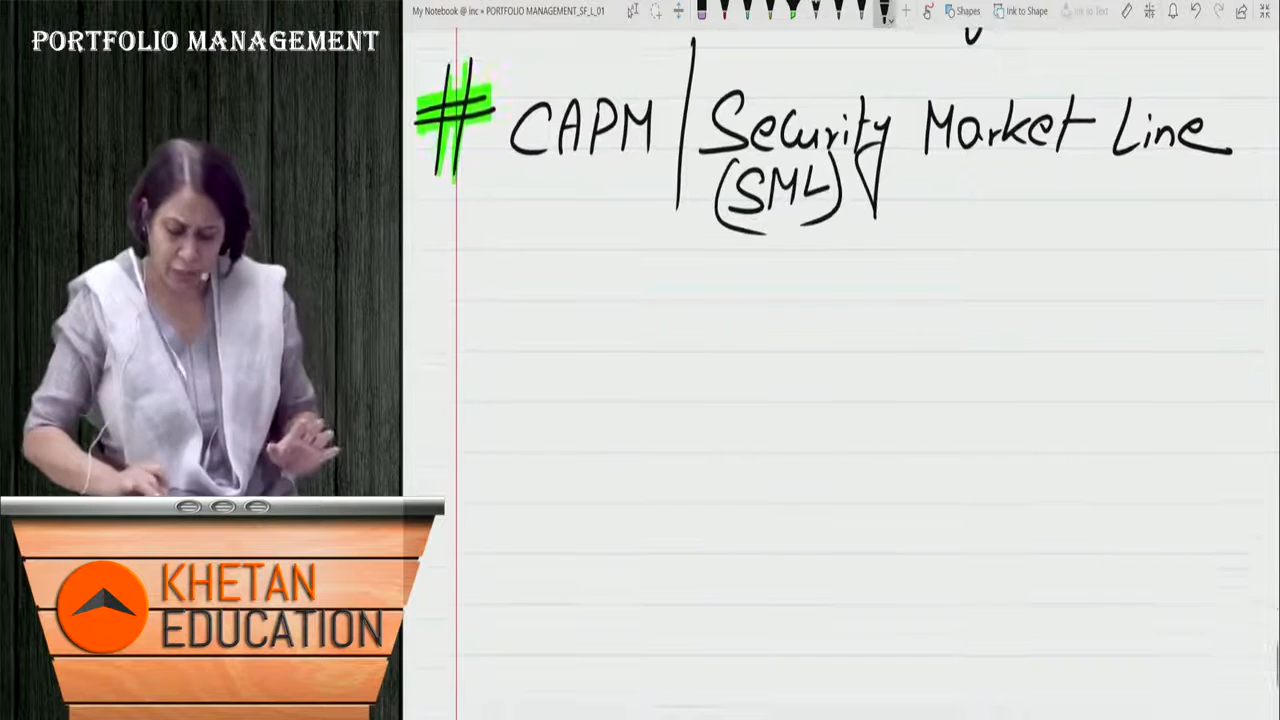 PORTFOLIO MANAGEMENT
My Notebook @ inc » PORTFOLIO MANAGEMENT_SF_L_01
Shapes
Ink to Shape
Ink to Text
# CAPM | Security Market Line
(SML)
KHETAN
EDUCATION